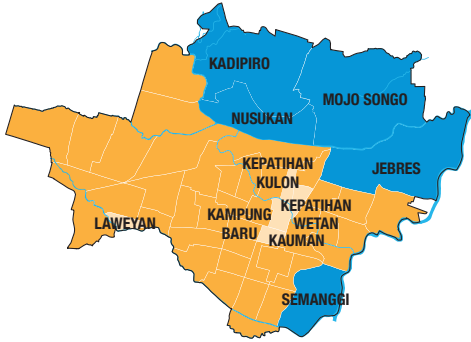 KADIPIRO
MOJO SONGO
NUSUKAN
JEBRES
KEPATIHAN
KULON
KEPATIHAN
WETAN
KAMPUNG
BARU
LAWEYAN
KAUMAN
SEMANGGI